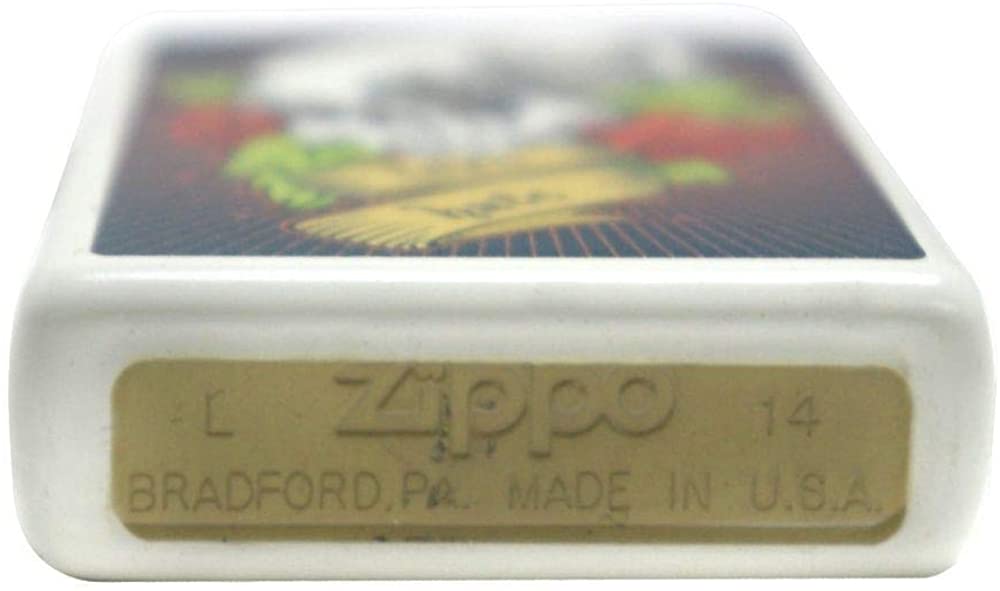 L Zippo 14
BRADFORD, PA. MADE IN U.S.A.